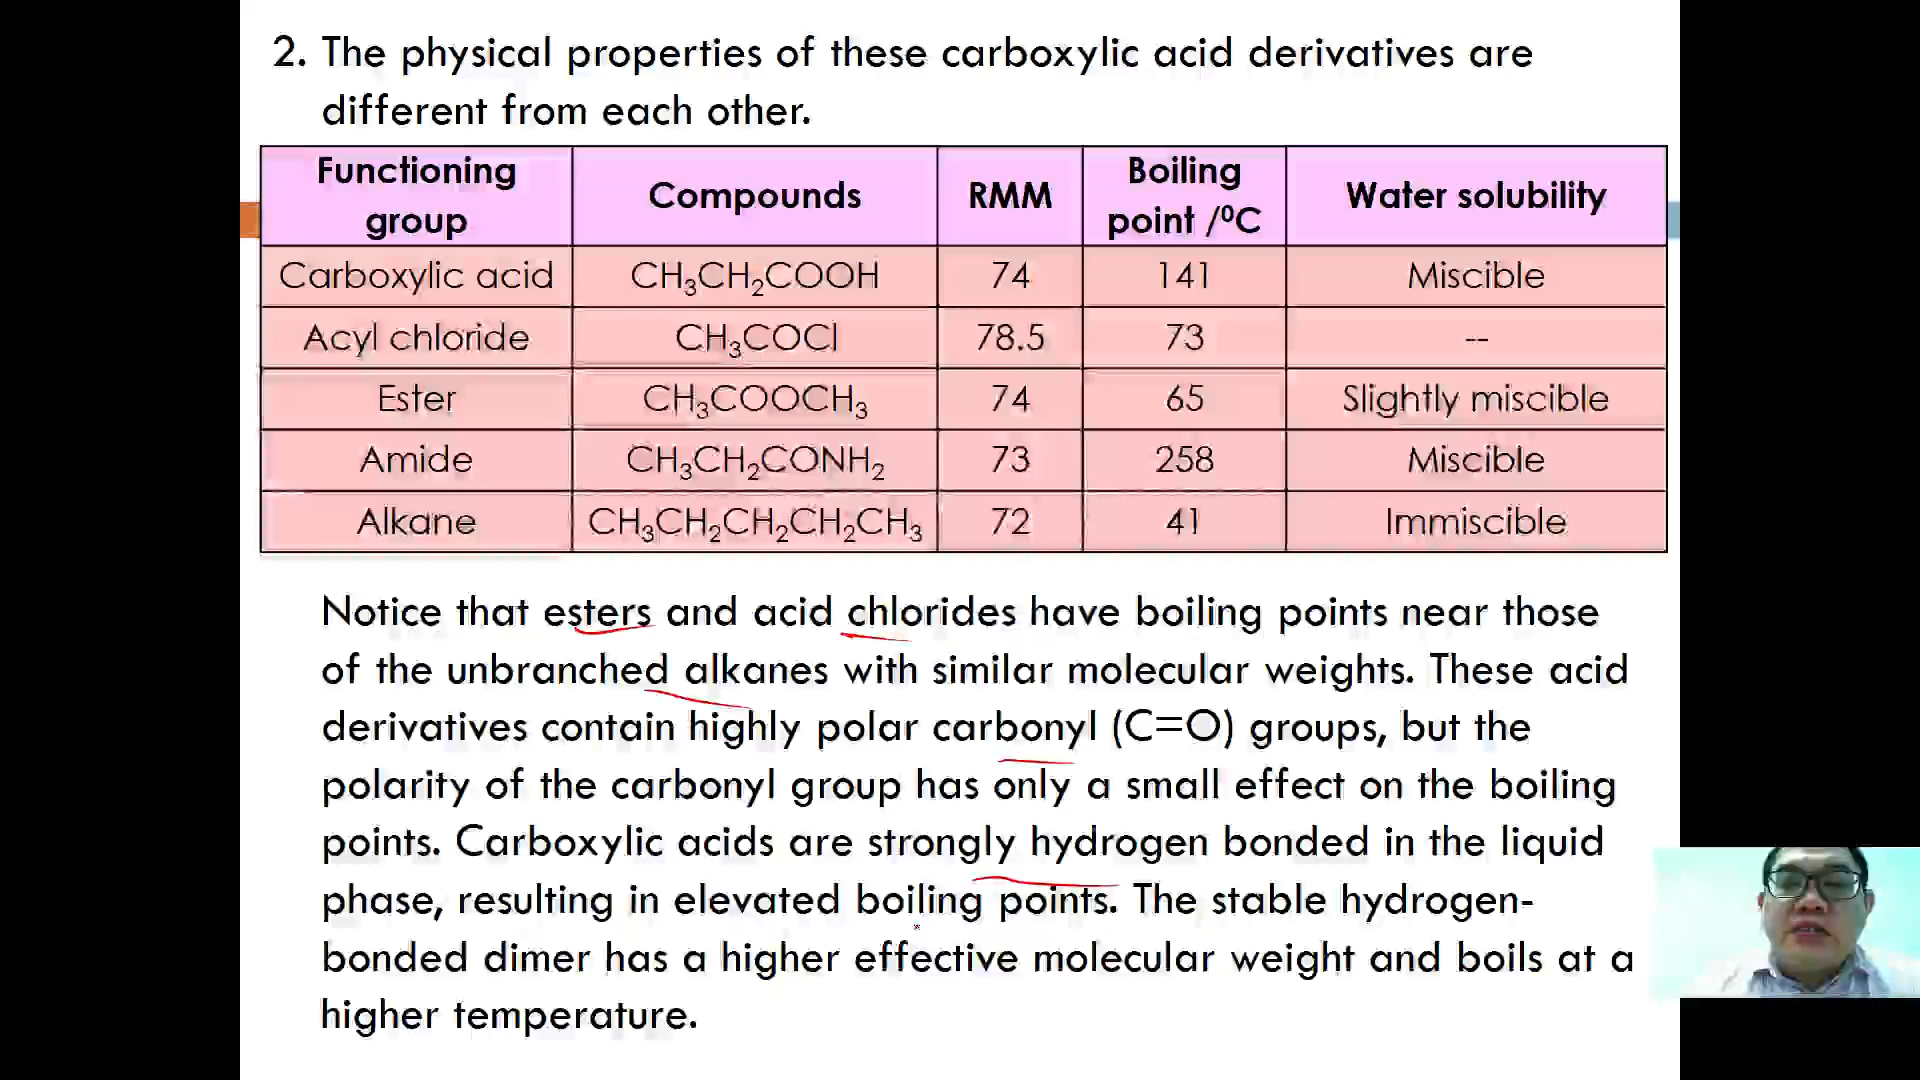 2. The physical properties of these carboxylic acid derivatives are
different from each other.
Functioning group | Compounds | RMM | Boiling point /⁰C | Water solubility
Carboxylic acid | CH₃CH₂COOH | 74 | 141 | Miscible
Acyl chloride | CH₃COCl | 78.5 | 73 | --
Ester | CH₃COOCH₃ | 74 | 65 | Slightly miscible
Amide | CH₃CH₂CONH₂ | 73 | 258 | Miscible
Alkane | CH₃CH₂CH₂CH₂CH₃ | 72 | 41 | Immiscible
Notice that esters and acid chlorides have boiling points near those
of the unbranched alkanes with similar molecular weights. These acid
derivatives contain highly polar carbonyl (C=O) groups, but the
polarity of the carbonyl group has only a small effect on the boiling
points. Carboxylic acids are strongly hydrogen bonded in the liquid
phase, resulting in elevated boiling points. The stable hydrogen-
bonded dimer has a higher effective molecular weight and boils at a
higher temperature.